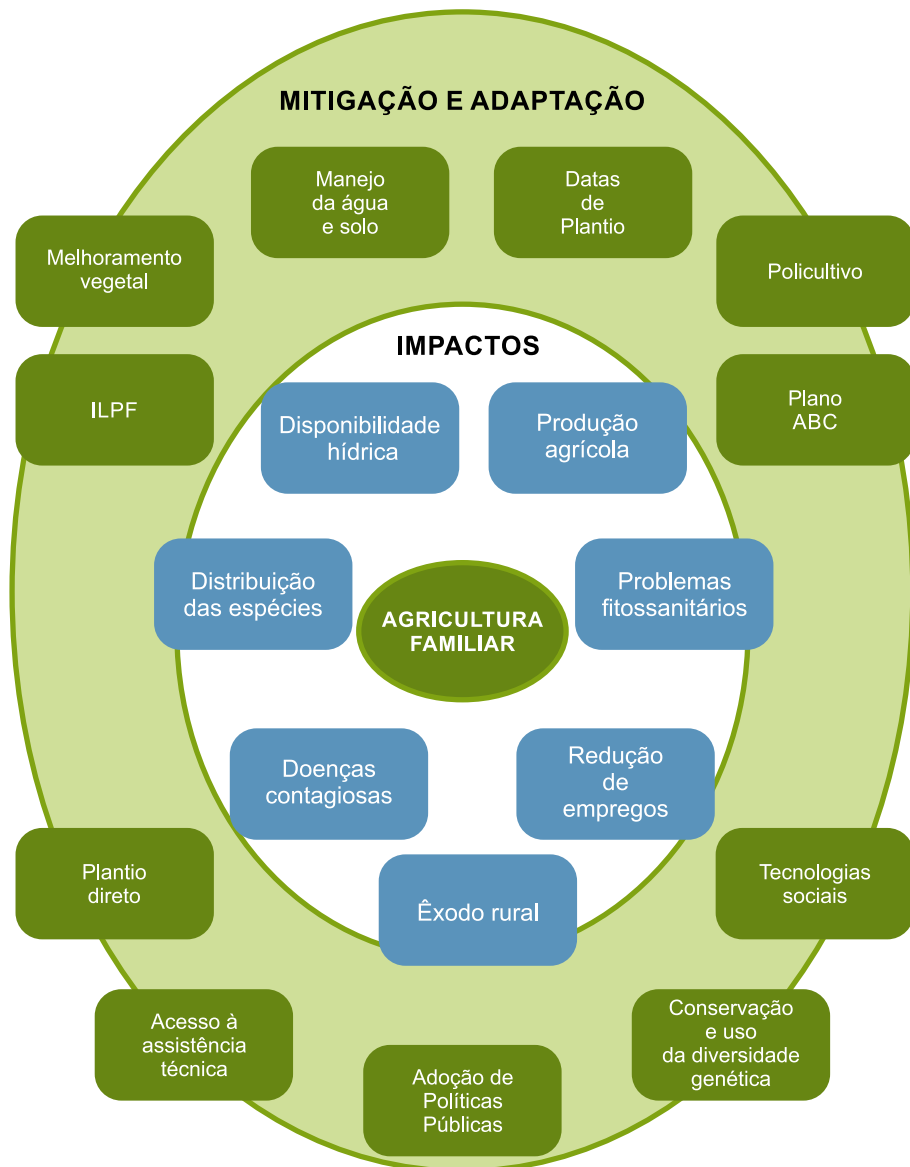 MITIGAÇÃO E ADAPTAÇÃO
Manejo
da água
e solo
Datas
de
Plantio
Melhoramento
vegetal
Policultivo
ILPF
Plano
ABC
IMPACTOS
Disponibilidade
hídrica
Produção
agrícola
Distribuição
das espécies
Problemas
fitossanitários
AGRICULTURA
FAMILIAR
Doenças
contagiosas
Redução
de
empregos
Êxodo rural
Plantio
direto
Tecnologias
sociais
Acesso à
assistência
técnica
Adoção de
Políticas
Públicas
Conservação
e uso
da diversidade
genética